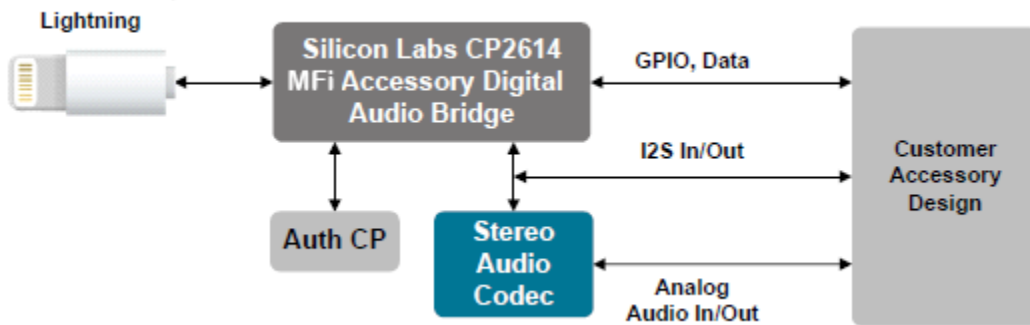 Lightning
Silicon Labs CP2614
MFi Accessory Digital
Audio Bridge
GPIO, Data
I2S In/Out
Customer
Accessory
Design
Auth CP
Stereo
Audio
Codec
Analog
Audio In/Out